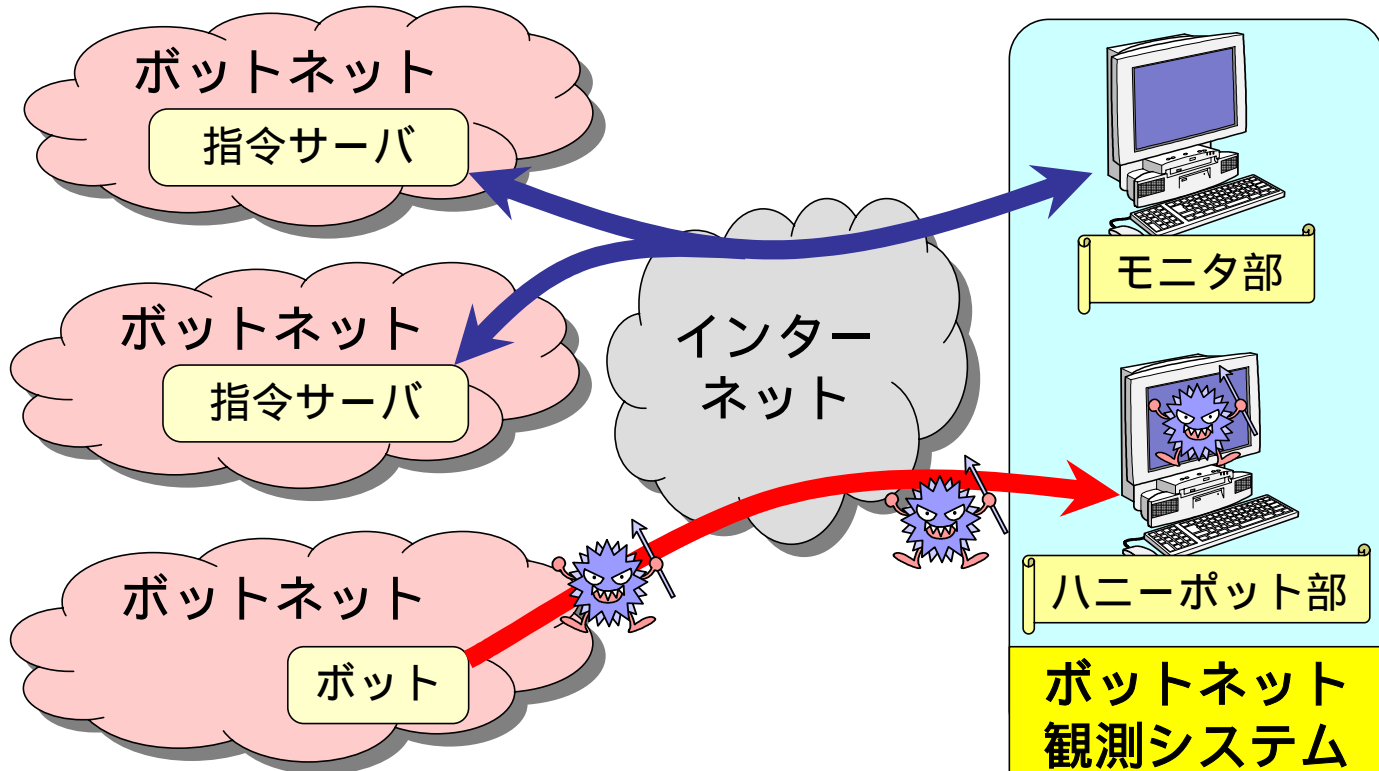 ボットネット
指令サーバ
ボットネット
指令サーバ
ボットネット
ボット
インター
ネット
モニタ部
ハニーポット部
ボットネット
観測システム